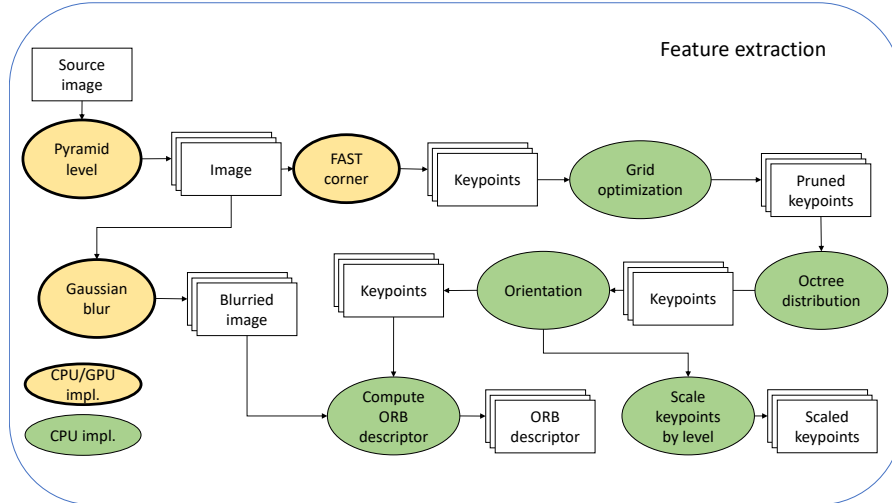 Feature extraction
Source
image
Pyramid
level
Image
FAST
corner
Keypoints
Grid
optimization
Pruned
keypoints
Gaussian
blur
Blurried
image
Keypoints
Orientation
Keypoints
Octree
distribution
CPU/GPU
impl.
CPU impl.
Compute
ORB
descriptor
ORB
descriptor
Scale
keypoints
by level
Scaled
keypoints